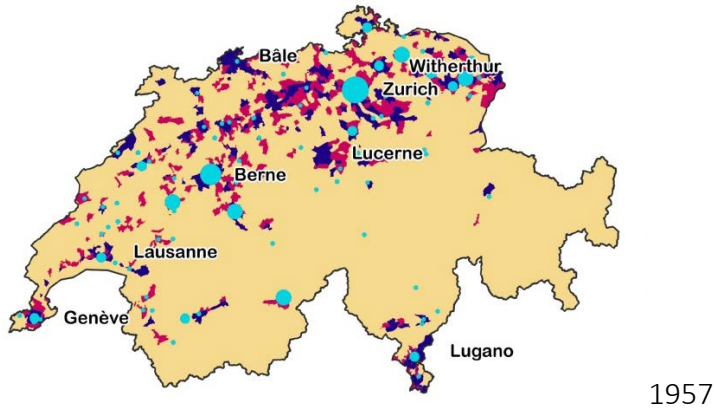 Bâle
Witherthur
Zurich
Lucerne
Berne
Lausanne
Genève
Lugano
1957